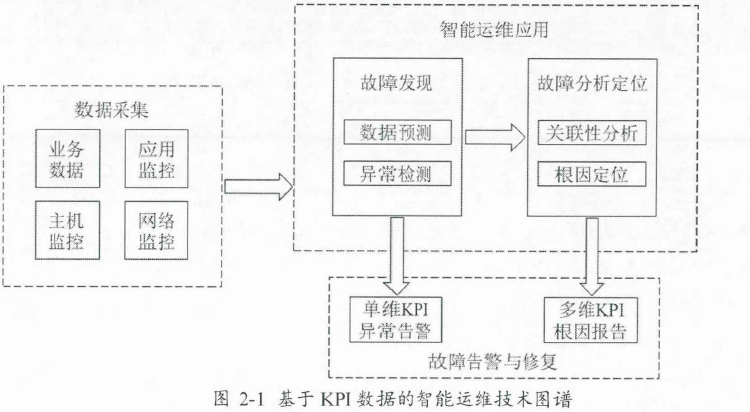 智能运维应用
数据采集
业务
数据
应用
监控
主机
监控
网络
监控
故障发现
数据预测
异常检测
故障分析定位
关联性分析
根因定位
单维KPI
异常告警
多维KPI
根因报告
故障告警与修复
图 2-1 基于 KPI 数据的智能运维技术图谱